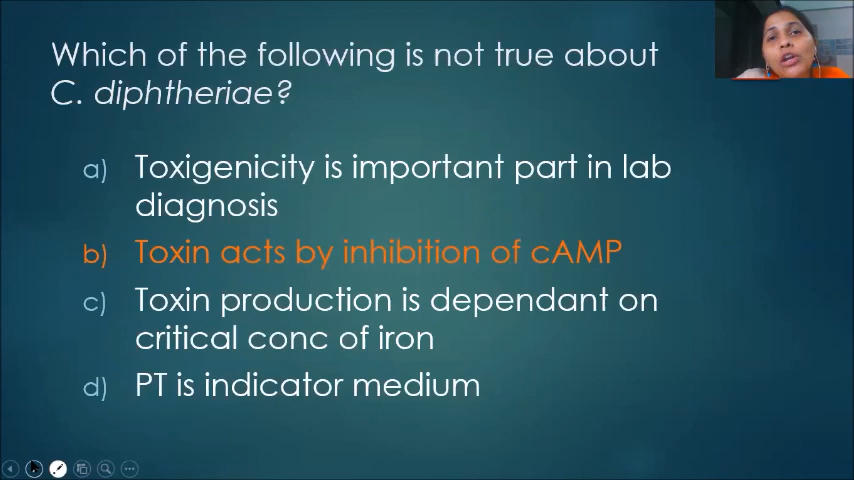 Which of the following is not true about
C. diphtheriae?
a) Toxigenicity is important part in lab
diagnosis
b) Toxin acts by inhibition of cAMP
c) Toxin production is dependant on
critical conc of iron
d) PT is indicator medium